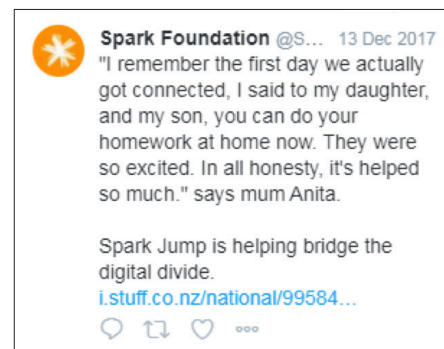 Spark Foundation @S... 13 Dec 2017
"I remember the first day we actually
got connected, I said to my daughter,
and my son, you can do your
homework at home now. They were
so excited. In all honesty, it's helped
so much." says mum Anita.
Spark Jump is helping bridge the
digital divide.
i.stuff.co.nz/national/99584...